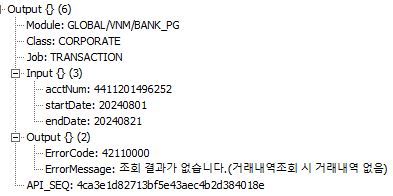 Output {} (6)
Module: GLOBAL/VNM/BANK_PG
Class: CORPORATE
Job: TRANSACTION
Input {} (3)
acctNum: 4411201496252
startDate: 20240801
endDate: 20240821
Output {} (2)
ErrorCode: 42110000
ErrorMessage: 조회 결과가 없습니다.(거래내역조회 시 거래내역 없음)
API_SEQ: 4ca3e1d82713bf5e43aec4b2d384018e